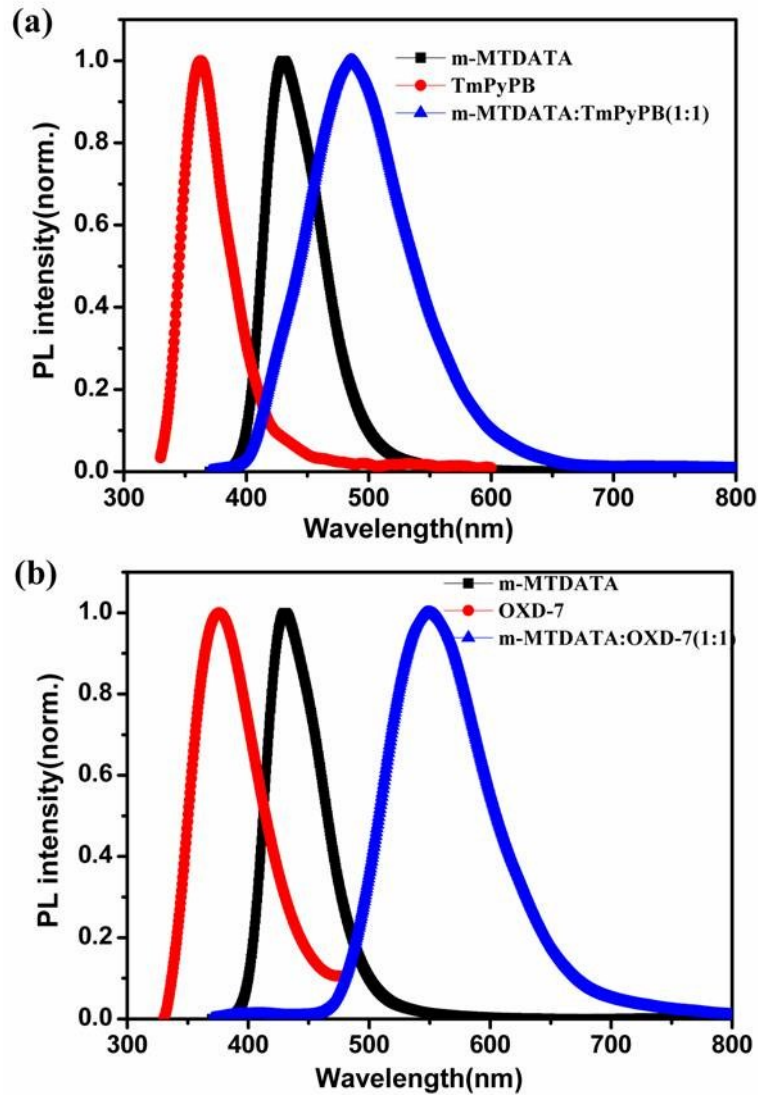 (a)
m-MTDATA
TmPyPB
m-MTDATA:TmPyPB(1:1)
PL intensity(norm.)
1.0
0.8
0.6
0.4
0.2
0.0
300 400 500 600 700 800
Wavelength(nm)
(b)
m-MTDATA
OXD-7
m-MTDATA:OXD-7(1:1)
PL intensity(norm.)
1.0
0.8
0.6
0.4
0.2
0.0
300 400 500 600 700 800
Wavelength(nm)